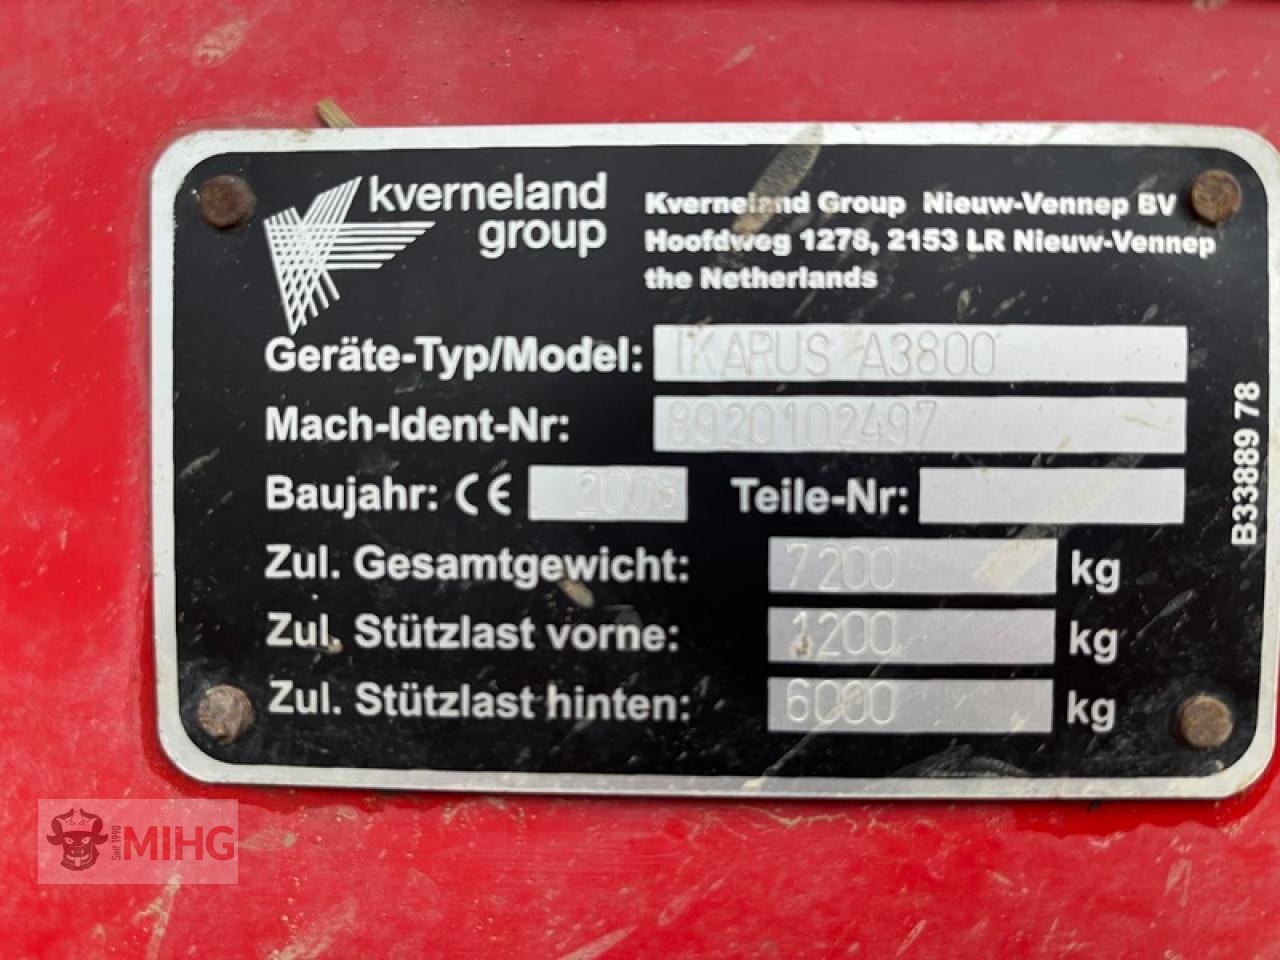 kverneland
group
Kverneland Group Nieuw-Vennep BV
Hoofdweg 1278, 2153 LR Nieuw-Vennep
the Netherlands
Geräte-Typ/Model: IKARUS A3800
Mach-Ident-Nr: 8920102497
Baujahr: CE Teile-Nr:
Zul. Gesamtgewicht: 7200 kg
Zul. Stützlast vorne: 1200 kg
Zul. Stützlast hinten: 6000 kg
B33889 78
Seit 1990
MIHG